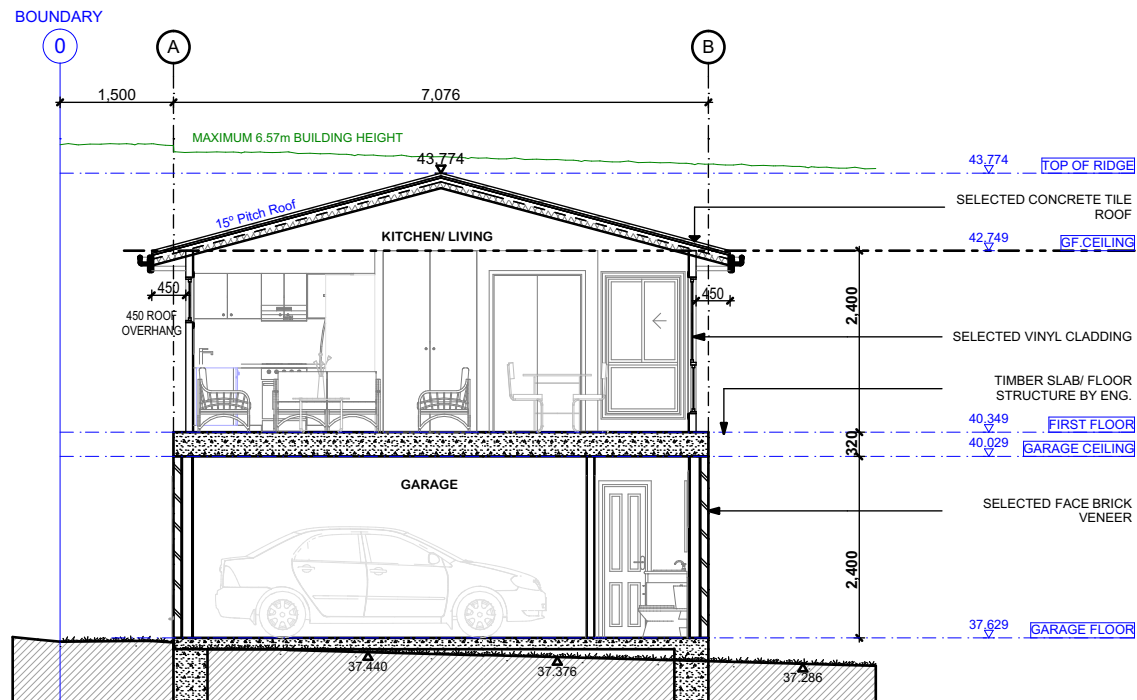 BOUNDARY
0
A
B
1,500
7,076
MAXIMUM 6.57m BUILDING HEIGHT
43.774
43.774
TOP OF RIDGE
15° Pitch Roof
SELECTED CONCRETE TILE
ROOF
KITCHEN/ LIVING
42.749
GF.CEILING
450
450
450 ROOF
OVERHANG
2,400
SELECTED VINYL CLADDING
TIMBER SLAB/ FLOOR
STRUCTURE BY ENG.
40.349
FIRST FLOOR
320
40.029
GARAGE CEILING
GARAGE
SELECTED FACE BRICK
VENEER
2,400
37.629
GARAGE FLOOR
37.440
37.376
37.286